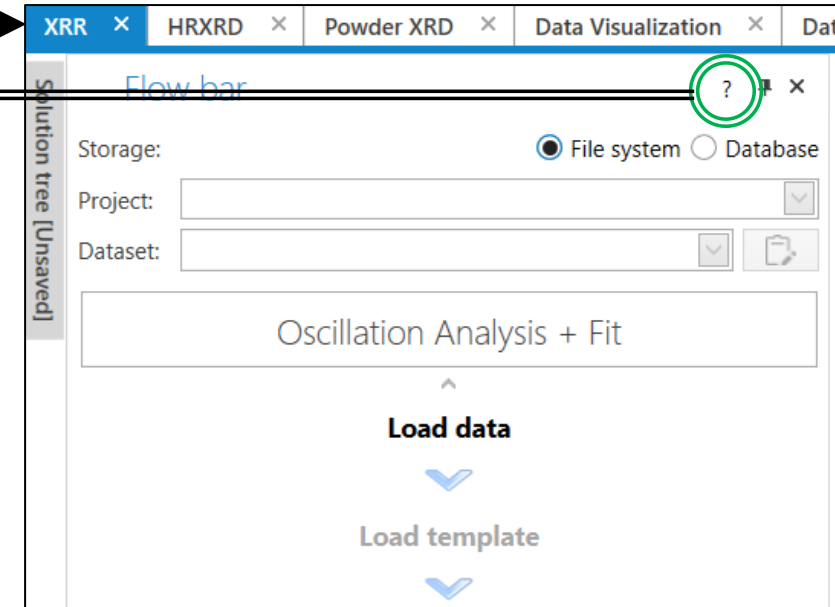 XRR × HRXRD × Powder XRD × Data Visualization × Dat
Solution tree [Unsaved]
Flow bar ? ×
Storage: File system Database
Project:
Dataset:
Oscillation Analysis + Fit
Load data
Load template